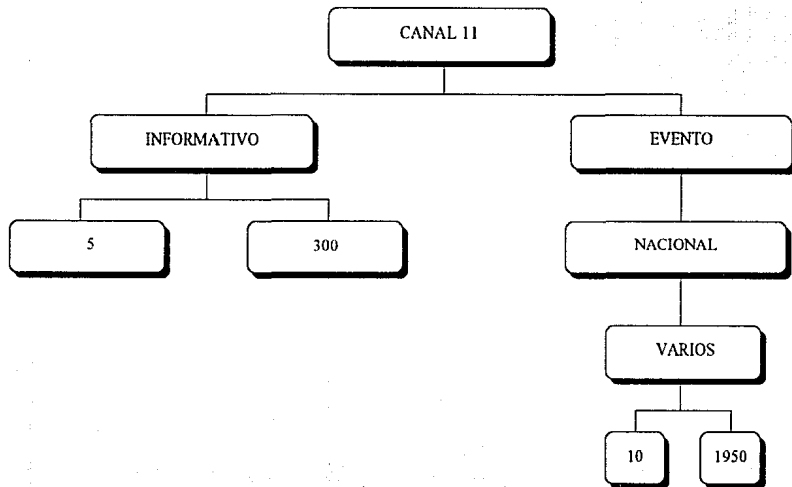 CANAL 11
INFORMATIVO
EVENTO
5
300
NACIONAL
VARIOS
10
1950